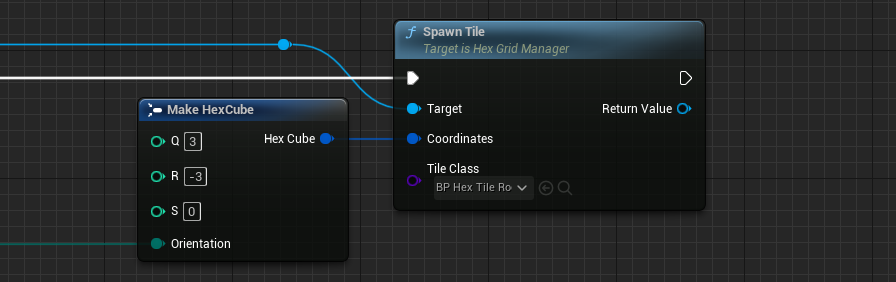 Spawn Tile
Target is Hex Grid Manager
Make HexCube
Target
Return Value
Q 3
Hex Cube
Coordinates
R -3
Tile Class
BP Hex Tile Ro
S 0
Orientation